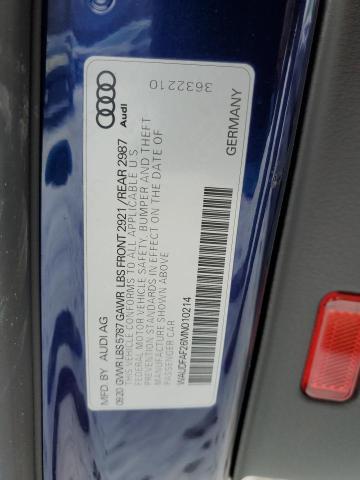 Audi
3632210
GERMANY
MFD. BY AUDI AG
09.20 GVWR LBS 5787 GAWR LBS FRONT 2921 / REAR 2987
THIS VEHICLE CONFORMS TO ALL APPLICABLE U.S.
FEDERAL MOTOR VEHICLE SAFETY, BUMPER AND THEFT
PREVENTION STANDARDS IN EFFECT ON THE DATE OF
MANUFACTURE SHOWN ABOVE
PASSENGER CAR
WAUDFAF26MN010214